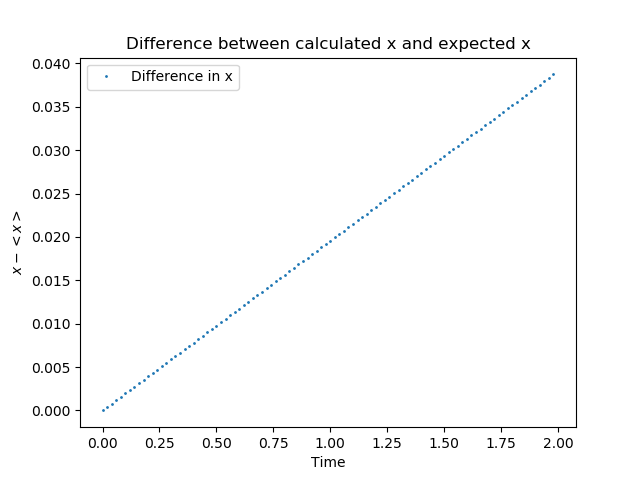 Difference between calculated x and expected x
Difference in x
x − < x >
0.040
0.035
0.030
0.025
0.020
0.015
0.010
0.005
0.000
0.00 0.25 0.50 0.75 1.00 1.25 1.50 1.75 2.00
Time